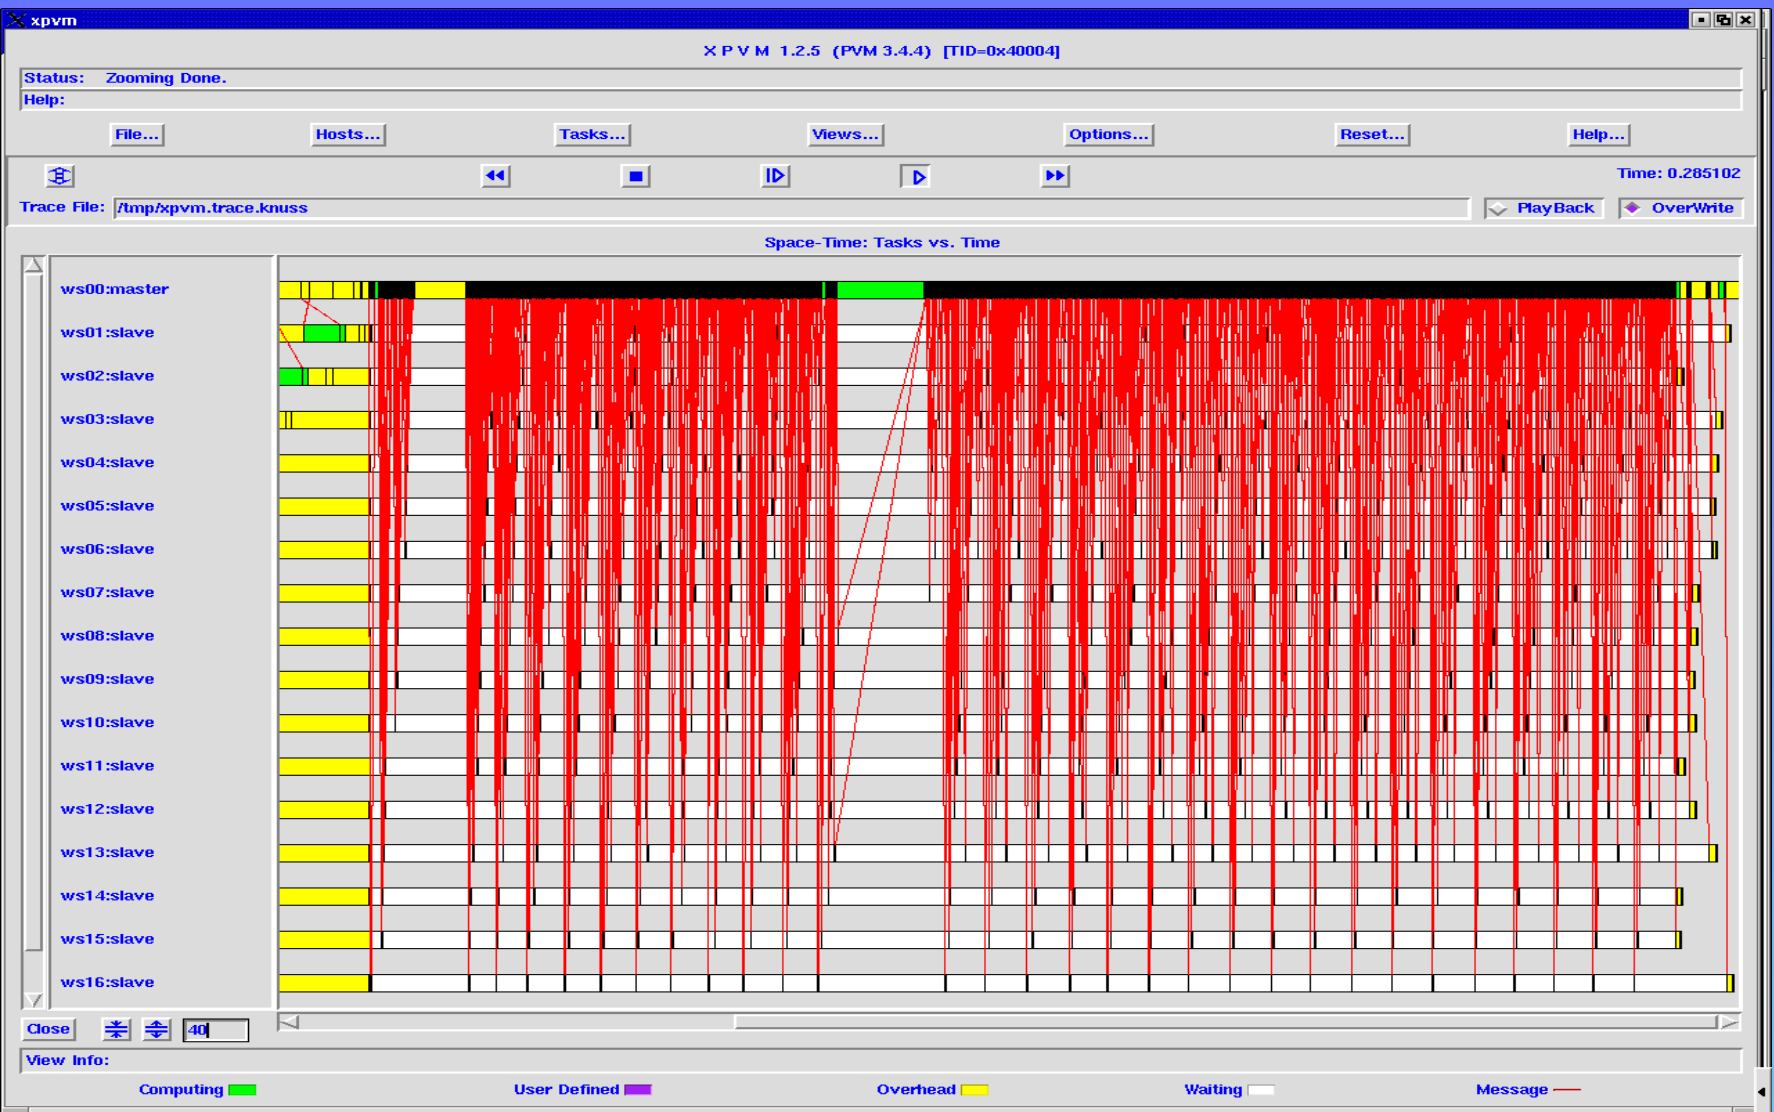 xpvm
X P V M 1.2.5 (PVM 3.4.4) [TID=0x40004]
Status: Zooming Done.
Help:
File... Hosts... Tasks... Views... Options... Reset... Help...
Time: 0.285102
Trace File: /tmp/xpvm.trace.knuss PlayBack OverWrite
Space-Time: Tasks vs. Time
ws00:master
ws01:slave
ws02:slave
ws03:slave
ws04:slave
ws05:slave
ws06:slave
ws07:slave
ws08:slave
ws09:slave
ws10:slave
ws11:slave
ws12:slave
ws13:slave
ws14:slave
ws15:slave
ws16:slave
Close 40
View Info:
Computing User Defined Overhead Waiting Message